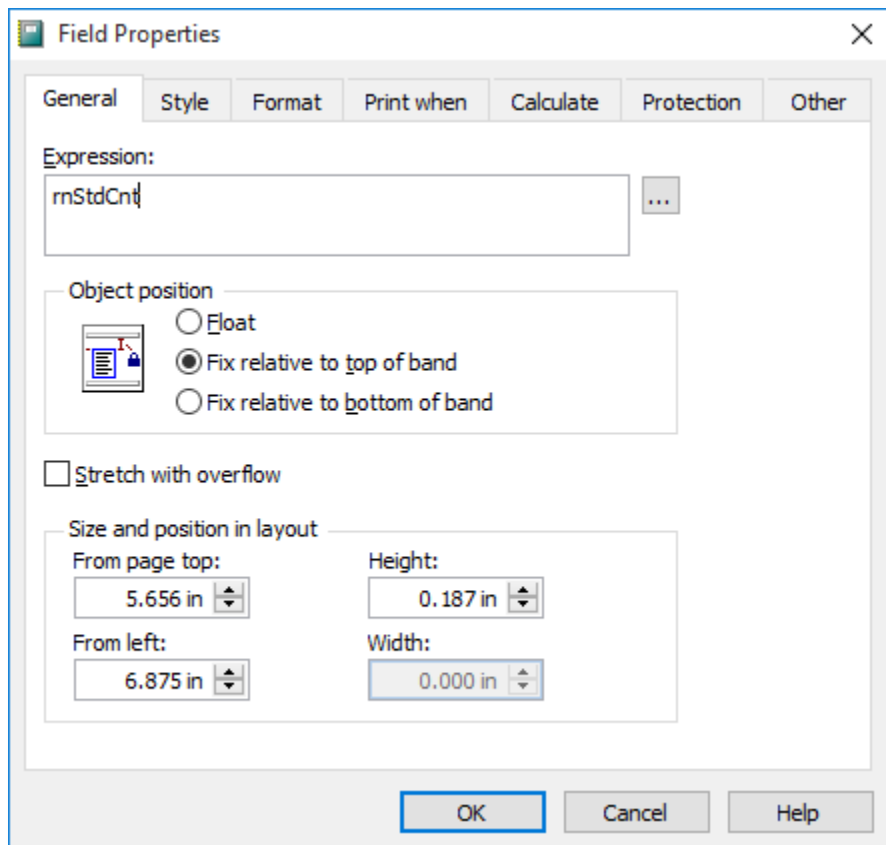 Field Properties
General Style Format Print when Calculate Protection Other
Expression:
rnStdCnt
...
Object position
Float
Fix relative to top of band
Fix relative to bottom of band
Stretch with overflow
Size and position in layout
From page top: Height:
5.656 in 0.187 in
From left: Width:
6.875 in 0.000 in
OK Cancel Help